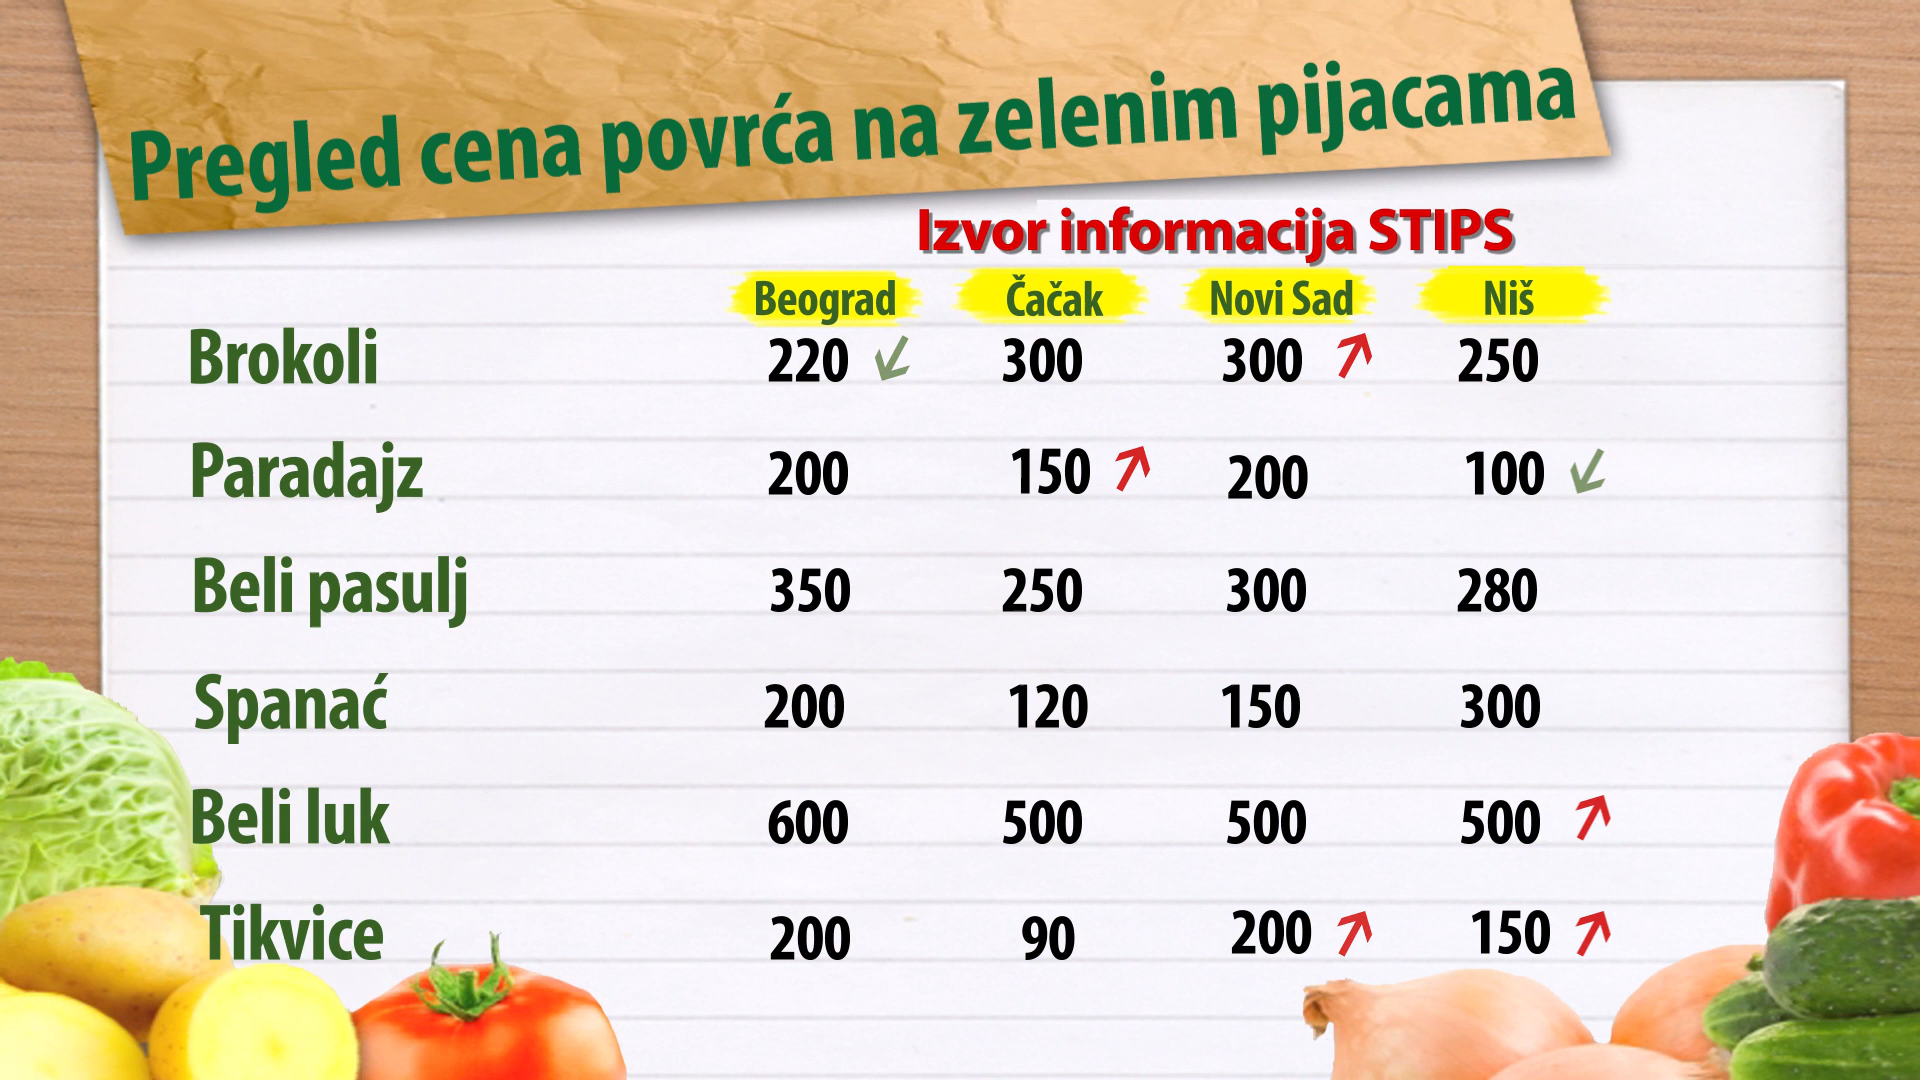 Pregled cena povrća na zelenim pijacama
Izvor informacija STIPS
Beograd Čačak Novi Sad Niš
Brokoli 220 300 300 250
Paradajz 200 150 200 100
Beli pasulj 350 250 300 280
Spanać 200 120 150 300
Beli luk 600 500 500 500
Tikvice 200 90 200 150